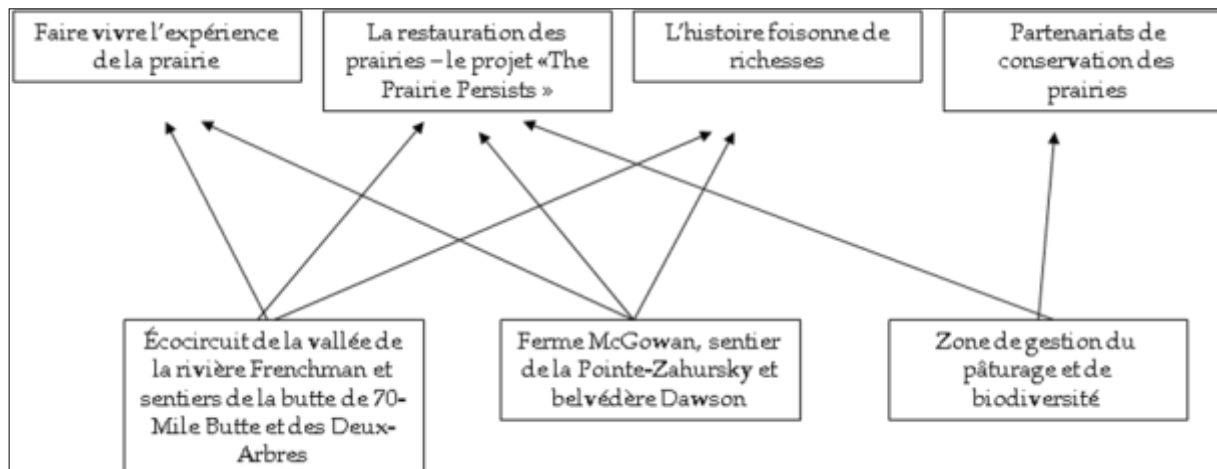 Faire vivre l'expérience
de la prairie
La restauration des
prairies – le projet «The
Prairie Persists »
L'histoire foisonne de
richesses
Partenariats de
conservation des
prairies
Écocircuit de la vallée de
la rivière Frenchman et
sentiers de la butte de 70-
Mile Butte et des Deux-
Arbres
Ferme McGowan, sentier
de la Pointe-Zahursky et
belvédère Dawson
Zone de gestion du
pâturage et de
biodiversité